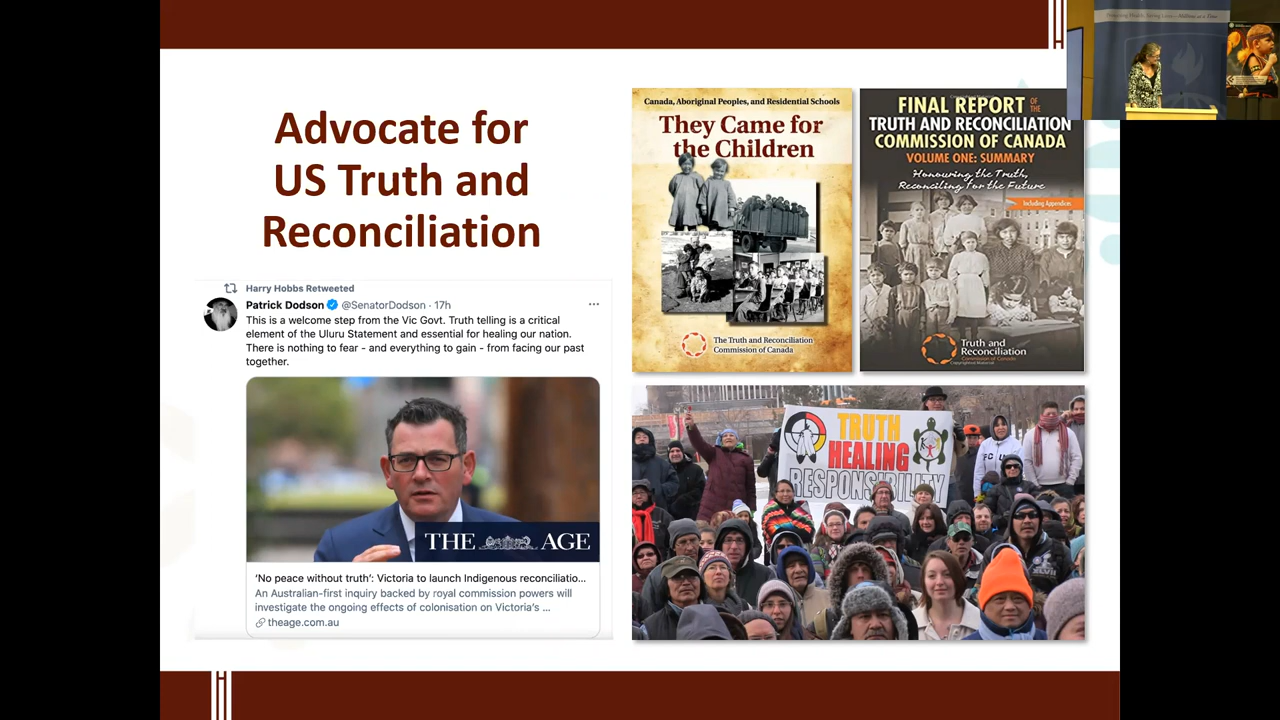 Advocate for
US Truth and
Reconciliation
Harry Hobbs Retweeted
Patrick Dodson @SenatorDodson · 17h
This is a welcome step from the Vic Govt. Truth telling is a critical
element of the Uluru Statement and essential for healing our nation.
There is nothing to fear - and everything to gain - from facing our past
together.
THE AGE
'No peace without truth': Victoria to launch Indigenous reconciliatio...
An Australian-first inquiry backed by royal commission powers will
investigate the ongoing effects of colonisation on Victoria's ...
theage.com.au
Canada, Aboriginal Peoples, and Residential Schools
They Came for
the Children
The Truth and Reconciliation
Commission of Canada
FINAL REPORT OF THE
TRUTH AND RECONCILIATION
COMMISSION OF CANADA
VOLUME ONE: SUMMARY
Honouring the Truth,
Reconciling for the Future
Including Appendices
Truth and
Reconciliation
Commission of Canada
Copyrighted Material
TRUTH
HEALING
RESPONSIBILITY